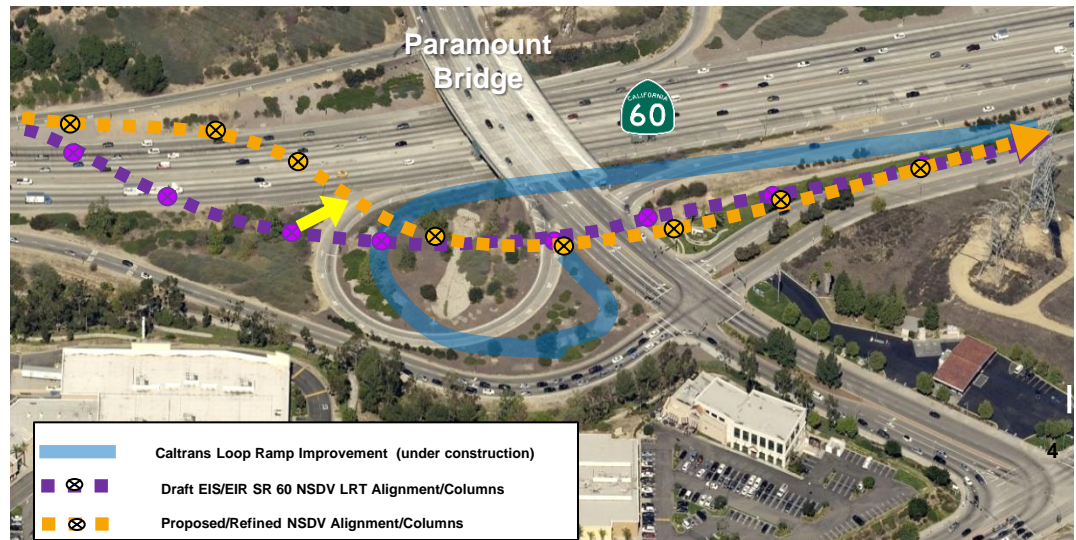 Paramount
Bridge
CALIFORNIA
60
4
Caltrans Loop Ramp Improvement (under construction)
Draft EIS/EIR SR 60 NSDV LRT Alignment/Columns
Proposed/Refined NSDV Alignment/Columns